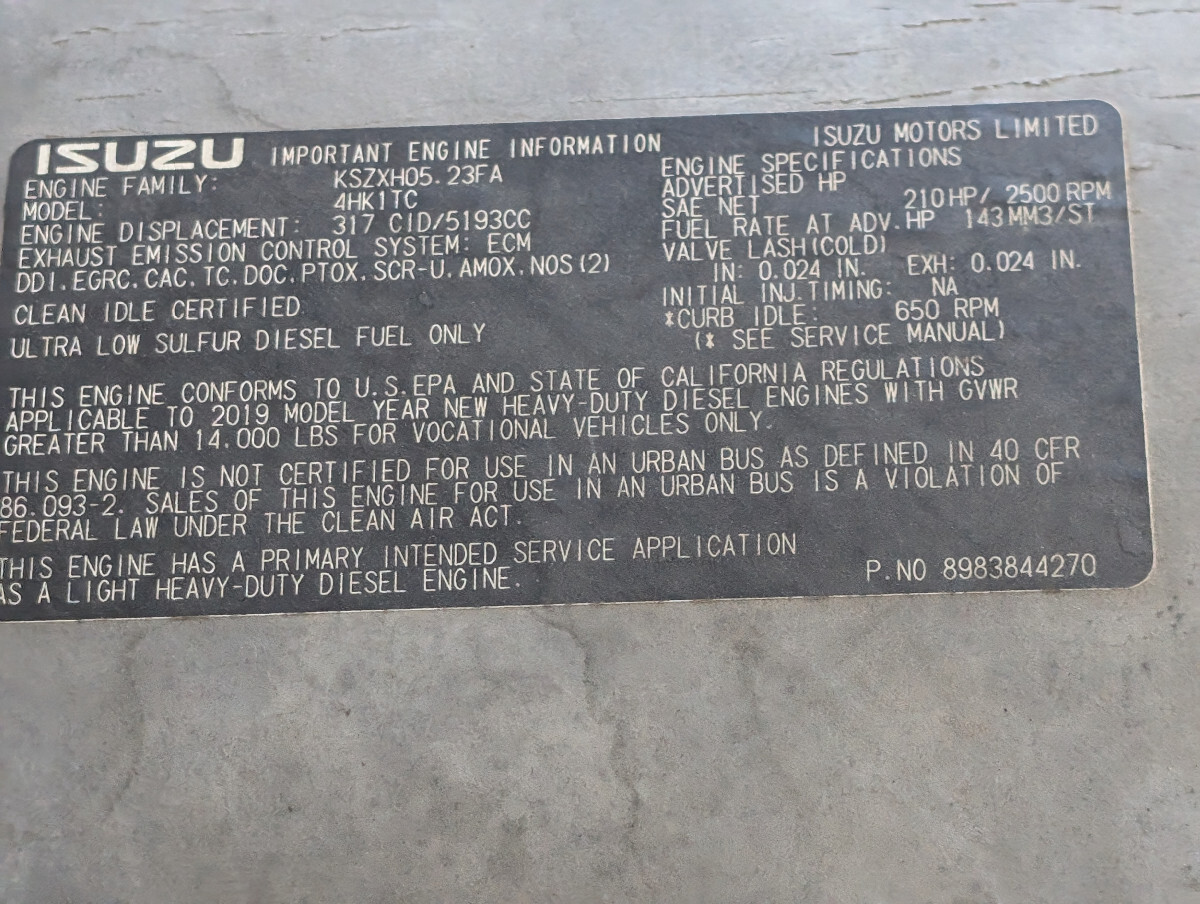 ISUZU IMPORTANT ENGINE INFORMATION
ISUZU MOTORS LIMITED
ENGINE FAMILY: KSZXH05.23FA
MODEL: 4HK1TC
ENGINE DISPLACEMENT: 317 CID/5193CC
EXHAUST EMISSION CONTROL SYSTEM: ECM
DDI.EGRC.CAC.TC.DOC.PTOX.SCR-U.AMOX.NOS(2)
CLEAN IDLE CERTIFIED
ULTRA LOW SULFUR DIESEL FUEL ONLY
ENGINE SPECIFICATIONS
ADVERTISED HP
SAE NET 210HP/ 2500RPM
FUEL RATE AT ADV.HP 143MM3/ST
VALVE LASH(COLD)
IN: 0.024 IN. EXH: 0.024 IN.
INITIAL INJ.TIMING: NA
*CURB IDLE: 650 RPM
(* SEE SERVICE MANUAL)
THIS ENGINE CONFORMS TO U.S.EPA AND STATE OF CALIFORNIA REGULATIONS
APPLICABLE TO 2019 MODEL YEAR NEW HEAVY-DUTY DIESEL ENGINES WITH GVWR
GREATER THAN 14.000 LBS FOR VOCATIONAL VEHICLES ONLY.
THIS ENGINE IS NOT CERTIFIED FOR USE IN AN URBAN BUS AS DEFINED IN 40 CFR
86.093-2. SALES OF THIS ENGINE FOR USE IN AN URBAN BUS IS A VIOLATION OF
FEDERAL LAW UNDER THE CLEAN AIR ACT.
THIS ENGINE HAS A PRIMARY INTENDED SERVICE APPLICATION
AS A LIGHT HEAVY-DUTY DIESEL ENGINE.
P.NO 8983844270